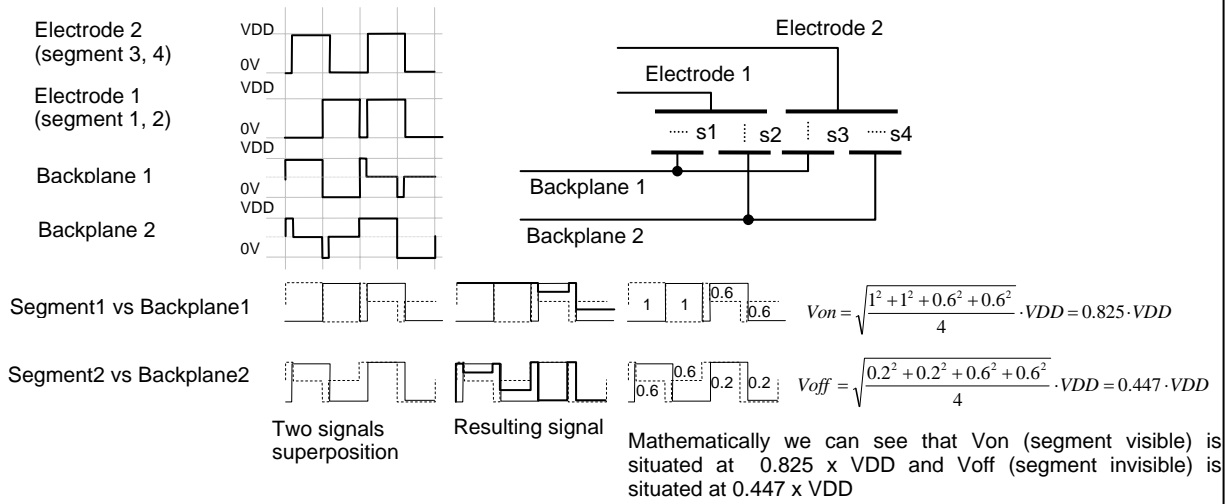 Electrode 2
(segment 3, 4)
VDD
0V
Electrode 1
(segment 1, 2)
VDD
0V
Backplane 1
VDD
0V
Backplane 2
VDD
0V
Electrode 2
Electrode 1
s1 s2 s3 s4
Backplane 1
Backplane 2
Segment1 vs Backplane1
1 1 0.6 0.6
Von = √((1² + 1² + 0.6² + 0.6²) / 4) · VDD = 0.825 · VDD
Segment2 vs Backplane2
0.6 0.6 0.2 0.2
Voff = √((0.2² + 0.2² + 0.6² + 0.6²) / 4) · VDD = 0.447 · VDD
Two signals
superposition
Resulting signal
Mathematically we can see that Von (segment visible) is
situated at 0.825 x VDD and Voff (segment invisible) is
situated at 0.447 x VDD